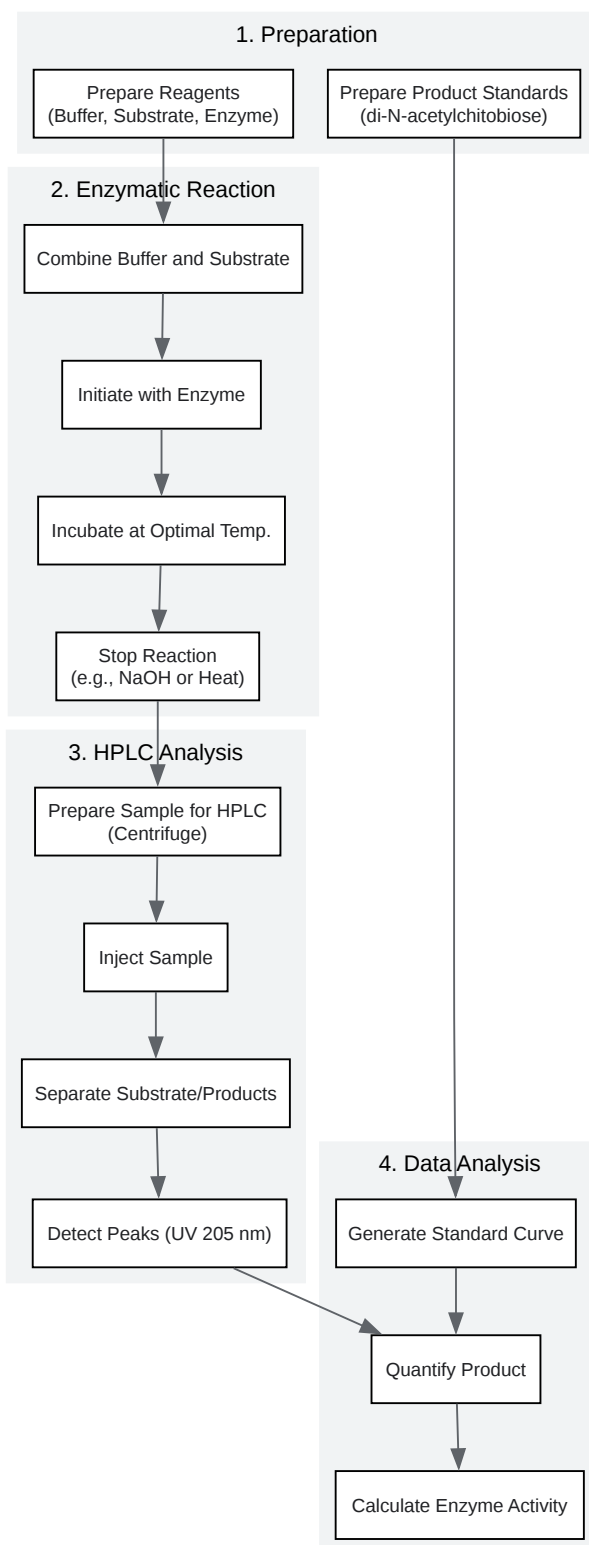 1. Preparation
Prepare Reagents
(Buffer, Substrate, Enzyme)
Prepare Product Standards
(di-N-acetylchitobiose)
2. Enzymatic Reaction
Combine Buffer and Substrate
Initiate with Enzyme
Incubate at Optimal Temp.
Stop Reaction
(e.g., NaOH or Heat)
3. HPLC Analysis
Prepare Sample for HPLC
(Centrifuge)
Inject Sample
Separate Substrate/Products
Detect Peaks (UV 205 nm)
4. Data Analysis
Generate Standard Curve
Quantify Product
Calculate Enzyme Activity